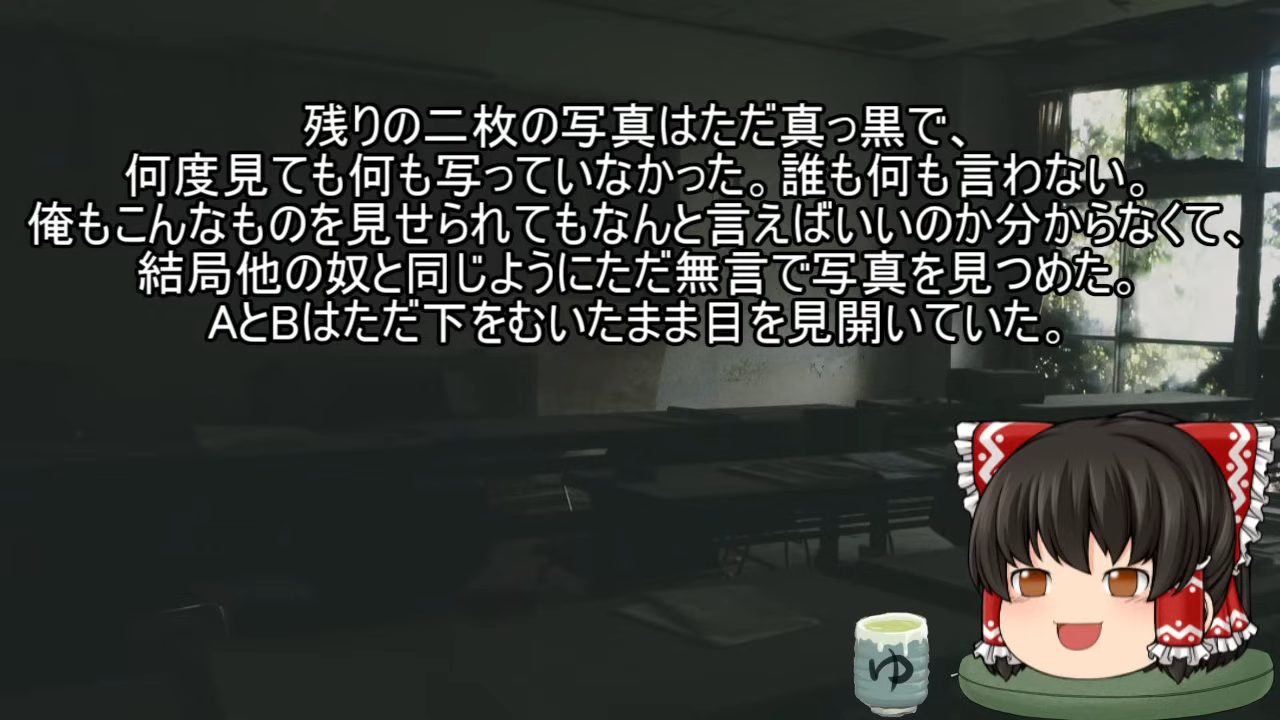 残りの二枚の写真はただ真っ黒で、
何度見ても何も写っていなかった。誰も何も言わない。
俺もこんなものを見せられてもなんと言えばいいのか分からなくて、
結局他の奴と同じようにただ無言で写真を見つめた。
AとBはただ下をむいたまま目を見開いていた。
ゆ